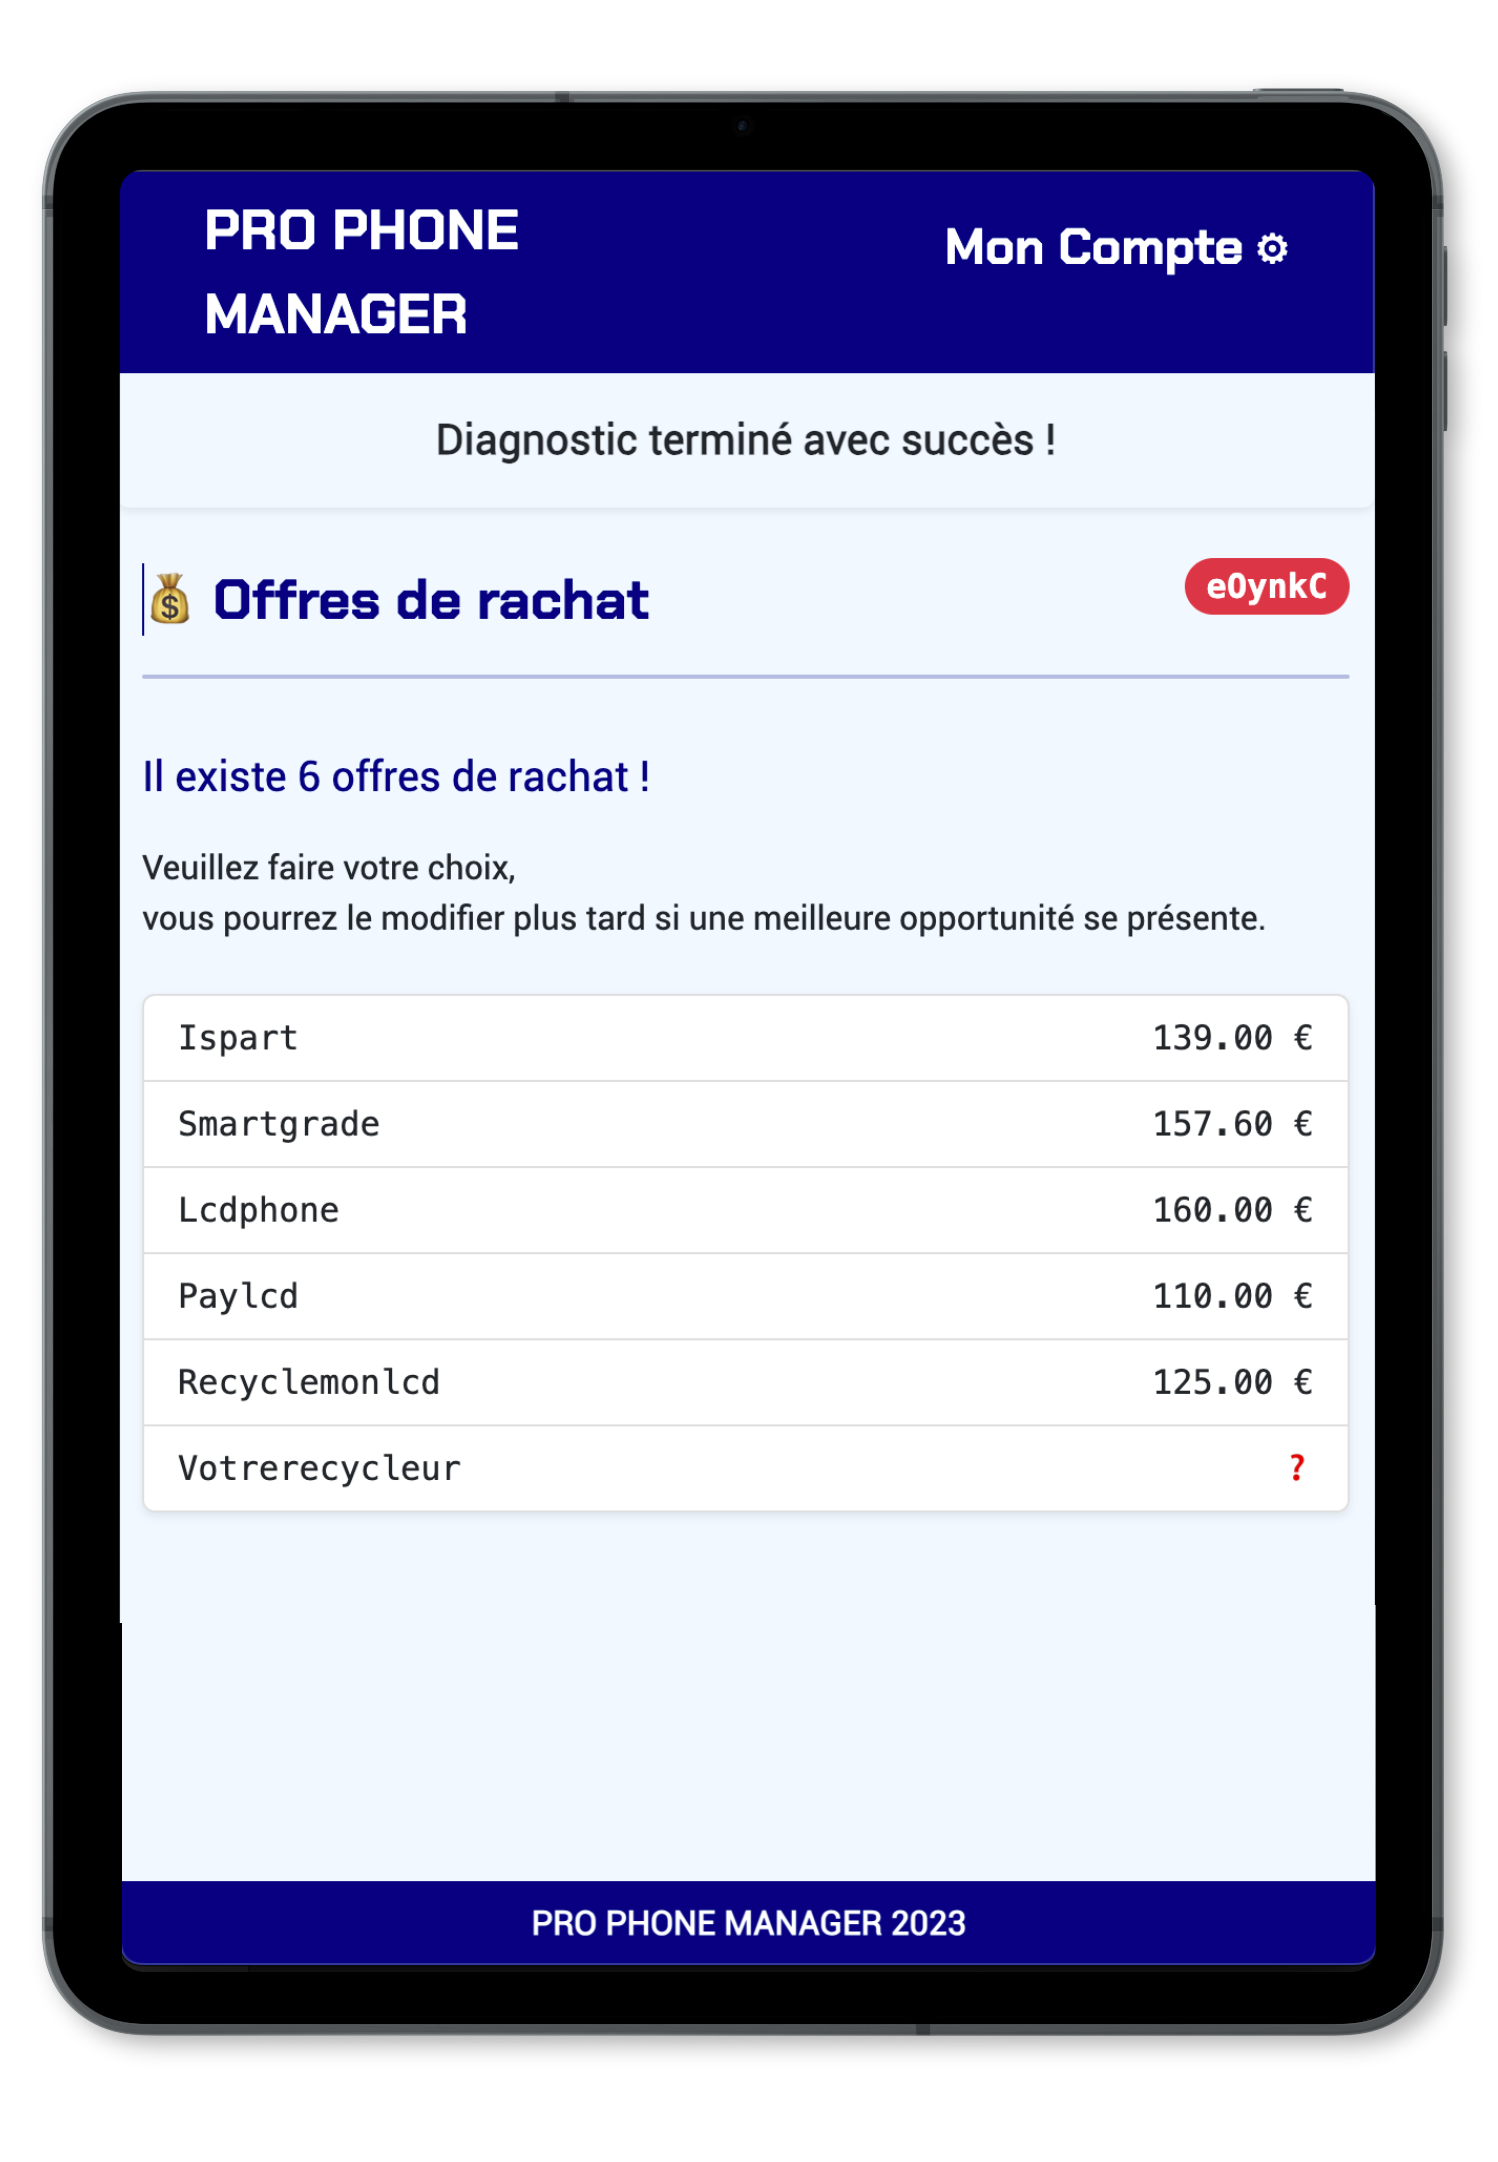 PRO PHONE
MANAGER
Mon Compte
Diagnostic terminé avec succès !
Offres de rachat
eOynkC
Il existe 6 offres de rachat !
Veuillez faire votre choix,
vous pourrez le modifier plus tard si une meilleure opportunité se présente.
Ispart 139.00 €
Smartgrade 157.60 €
Lcdphone 160.00 €
Paylcd 110.00 €
Recyclemonlcd 125.00 €
Votrerecycleur ?
PRO PHONE MANAGER 2023